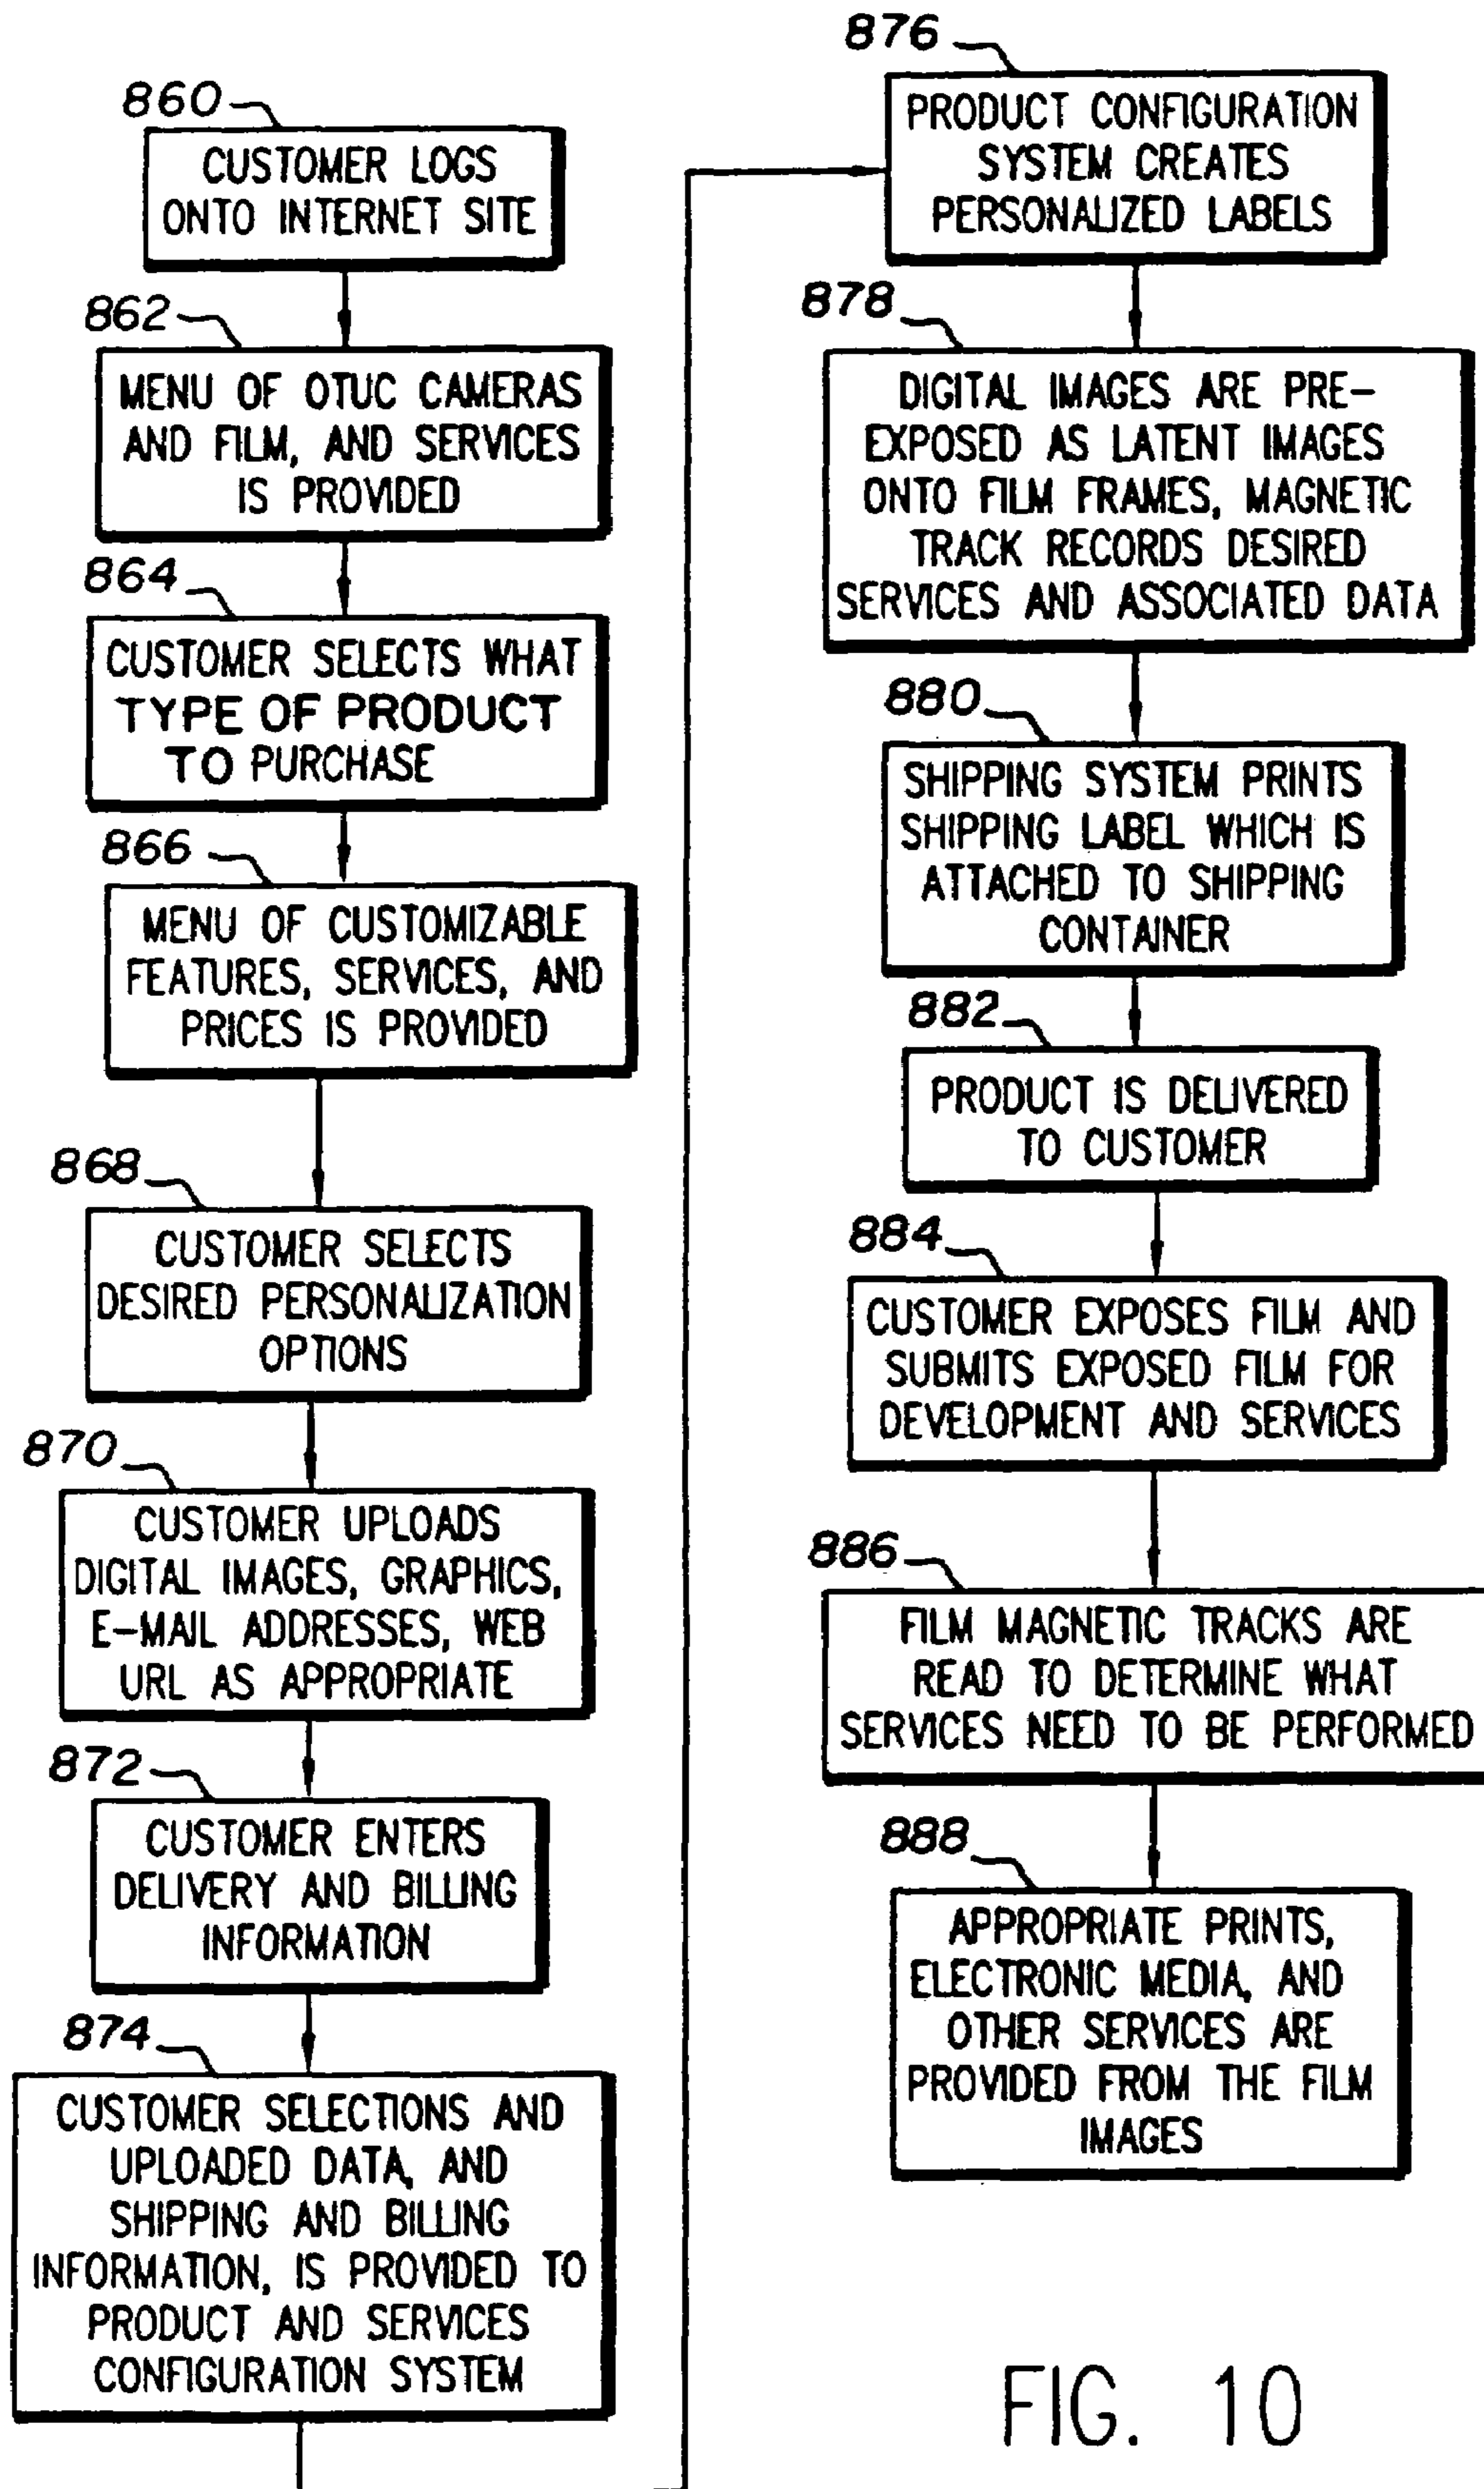 860
CUSTOMER LOGS
ONTO INTERNET SITE
862
MENU OF OTUC CAMERAS
AND FILM, AND SERVICES
IS PROVIDED
864
CUSTOMER SELECTS WHAT
TYPE OF PRODUCT
TO PURCHASE
866
MENU OF CUSTOMIZABLE
FEATURES, SERVICES, AND
PRICES IS PROVIDED
868
CUSTOMER SELECTS
DESIRED PERSONALIZATION
OPTIONS
870
CUSTOMER UPLOADS
DIGITAL IMAGES, GRAPHICS,
E-MAIL ADDRESSES, WEB
URL AS APPROPRIATE
872
CUSTOMER ENTERS
DELIVERY AND BILLING
INFORMATION
874
CUSTOMER SELECTIONS AND
UPLOADED DATA, AND
SHIPPING AND BILLING
INFORMATION, IS PROVIDED TO
PRODUCT AND SERVICES
CONFIGURATION SYSTEM
876
PRODUCT CONFIGURATION
SYSTEM CREATES
PERSONALIZED LABELS
878
DIGITAL IMAGES ARE PRE-
EXPOSED AS LATENT IMAGES
ONTO FILM FRAMES, MAGNETIC
TRACK RECORDS DESIRED
SERVICES AND ASSOCIATED DATA
880
SHIPPING SYSTEM PRINTS
SHIPPING LABEL WHICH IS
ATTACHED TO SHIPPING
CONTAINER
882
PRODUCT IS DELIVERED
TO CUSTOMER
884
CUSTOMER EXPOSES FILM AND
SUBMITS EXPOSED FILM FOR
DEVELOPMENT AND SERVICES
886
FILM MAGNETIC TRACKS ARE
READ TO DETERMINE WHAT
SERVICES NEED TO BE PERFORMED
888
APPROPRIATE PRINTS,
ELECTRONIC MEDIA, AND
OTHER SERVICES ARE
PROVIDED FROM THE FILM
IMAGES
FIG. 10